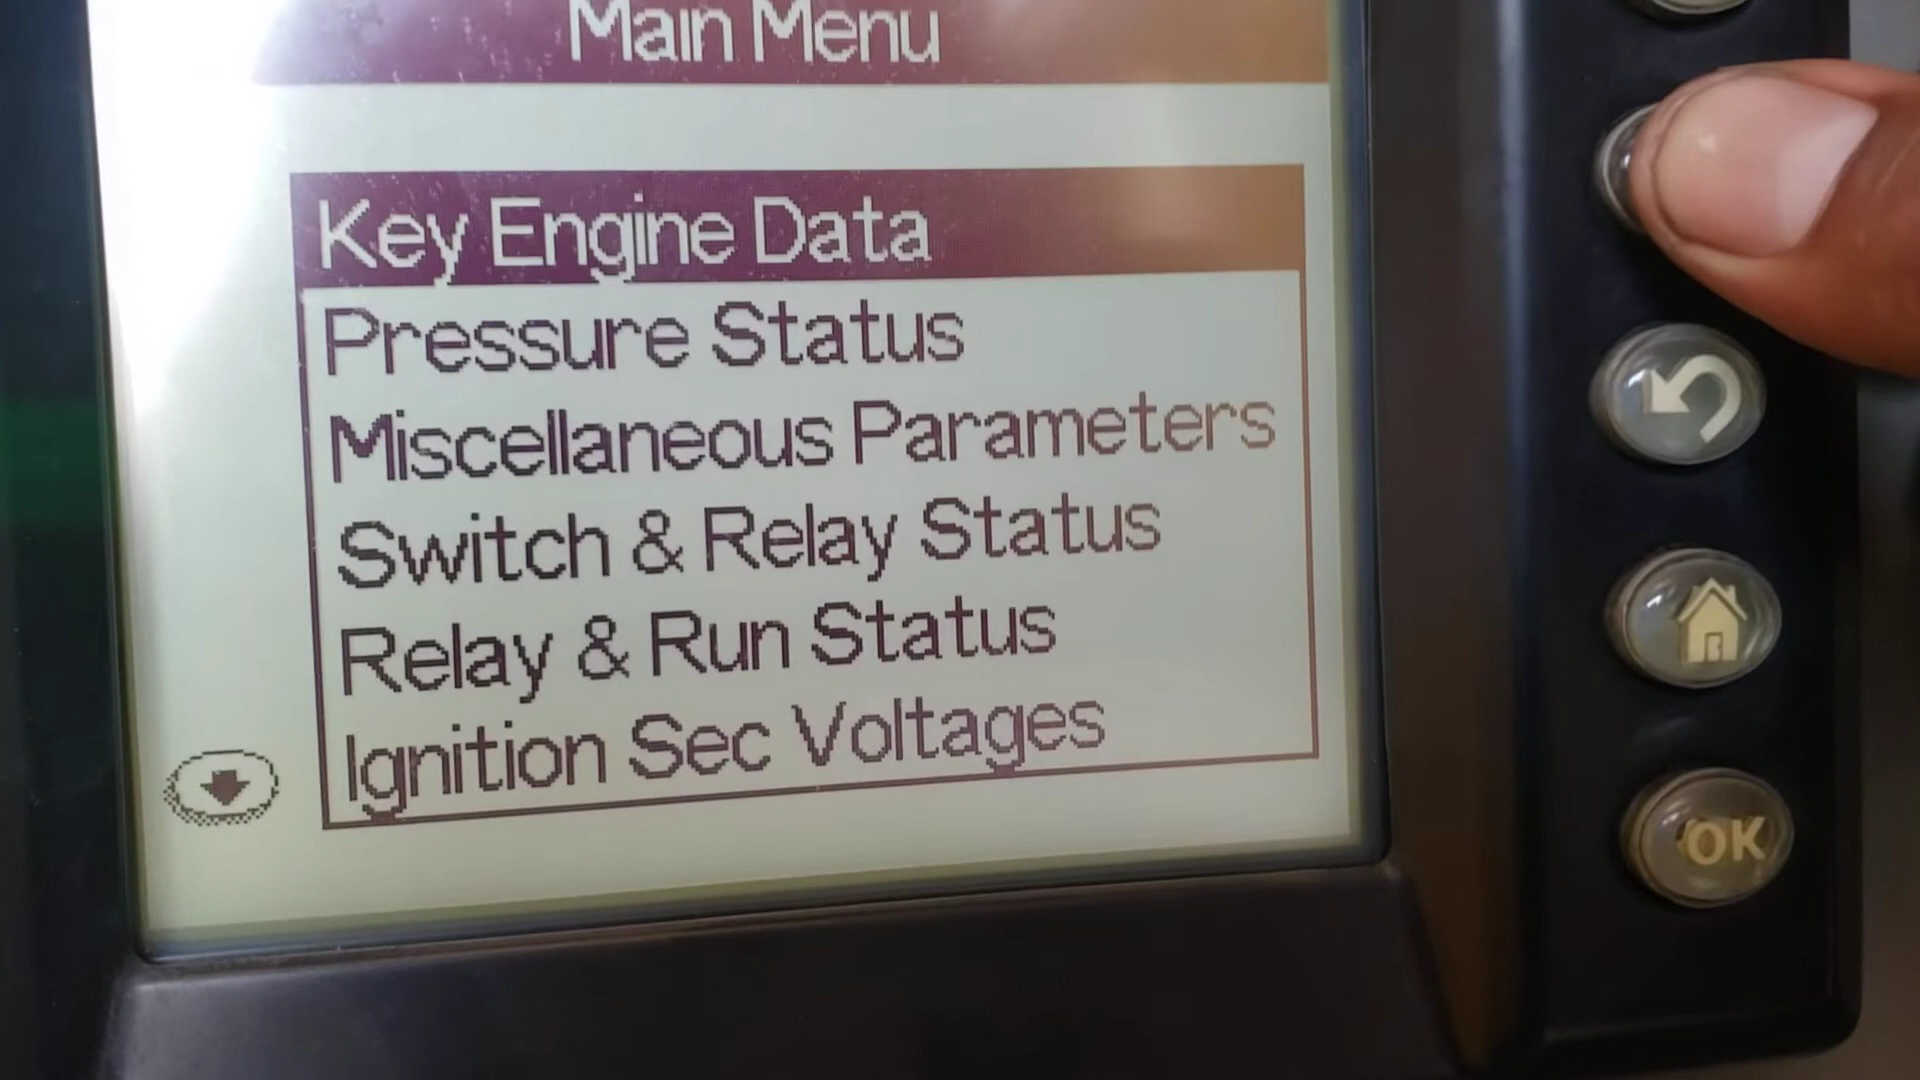 Main Menu
Key Engine Data
Pressure Status
Miscellaneous Parameters
Switch & Relay Status
Relay & Run Status
Ignition Sec Voltages
OK